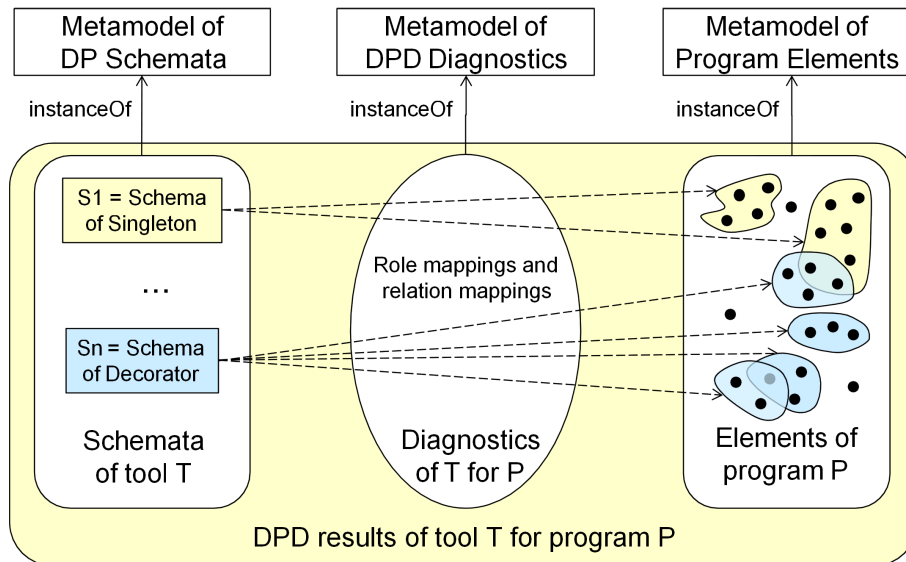 Metamodel of
DP Schemata
Metamodel of
DPD Diagnostics
Metamodel of
Program Elements
instanceOf
instanceOf
instanceOf
S1 = Schema
of Singleton
...
Sn = Schema
of Decorator
Schemata
of tool T
Role mappings and
relation mappings
Diagnostics
of T for P
Elements of
program P
DPD results of tool T for program P